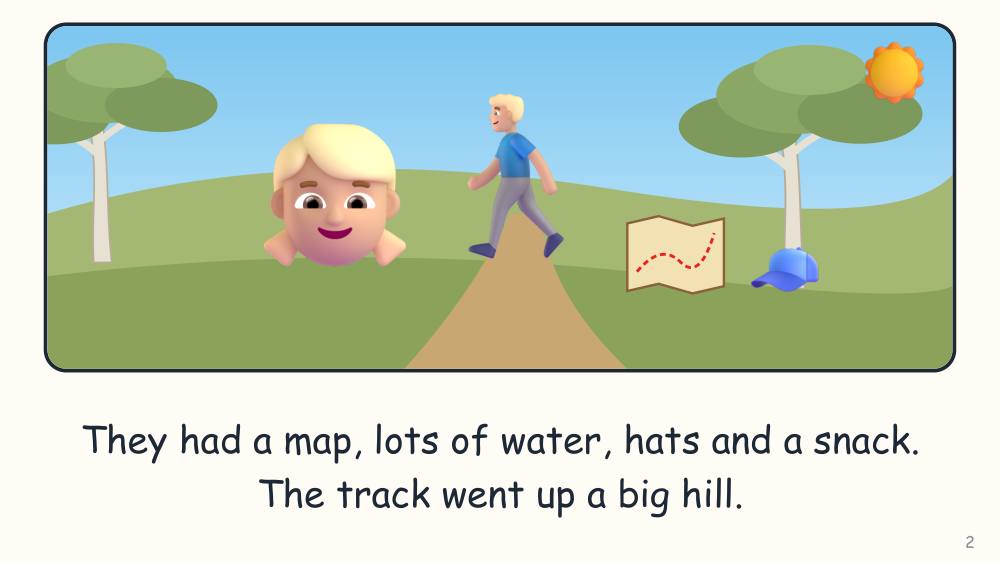 They had a map, lots of water, hats and a snack.
The track went up a big hill.
2